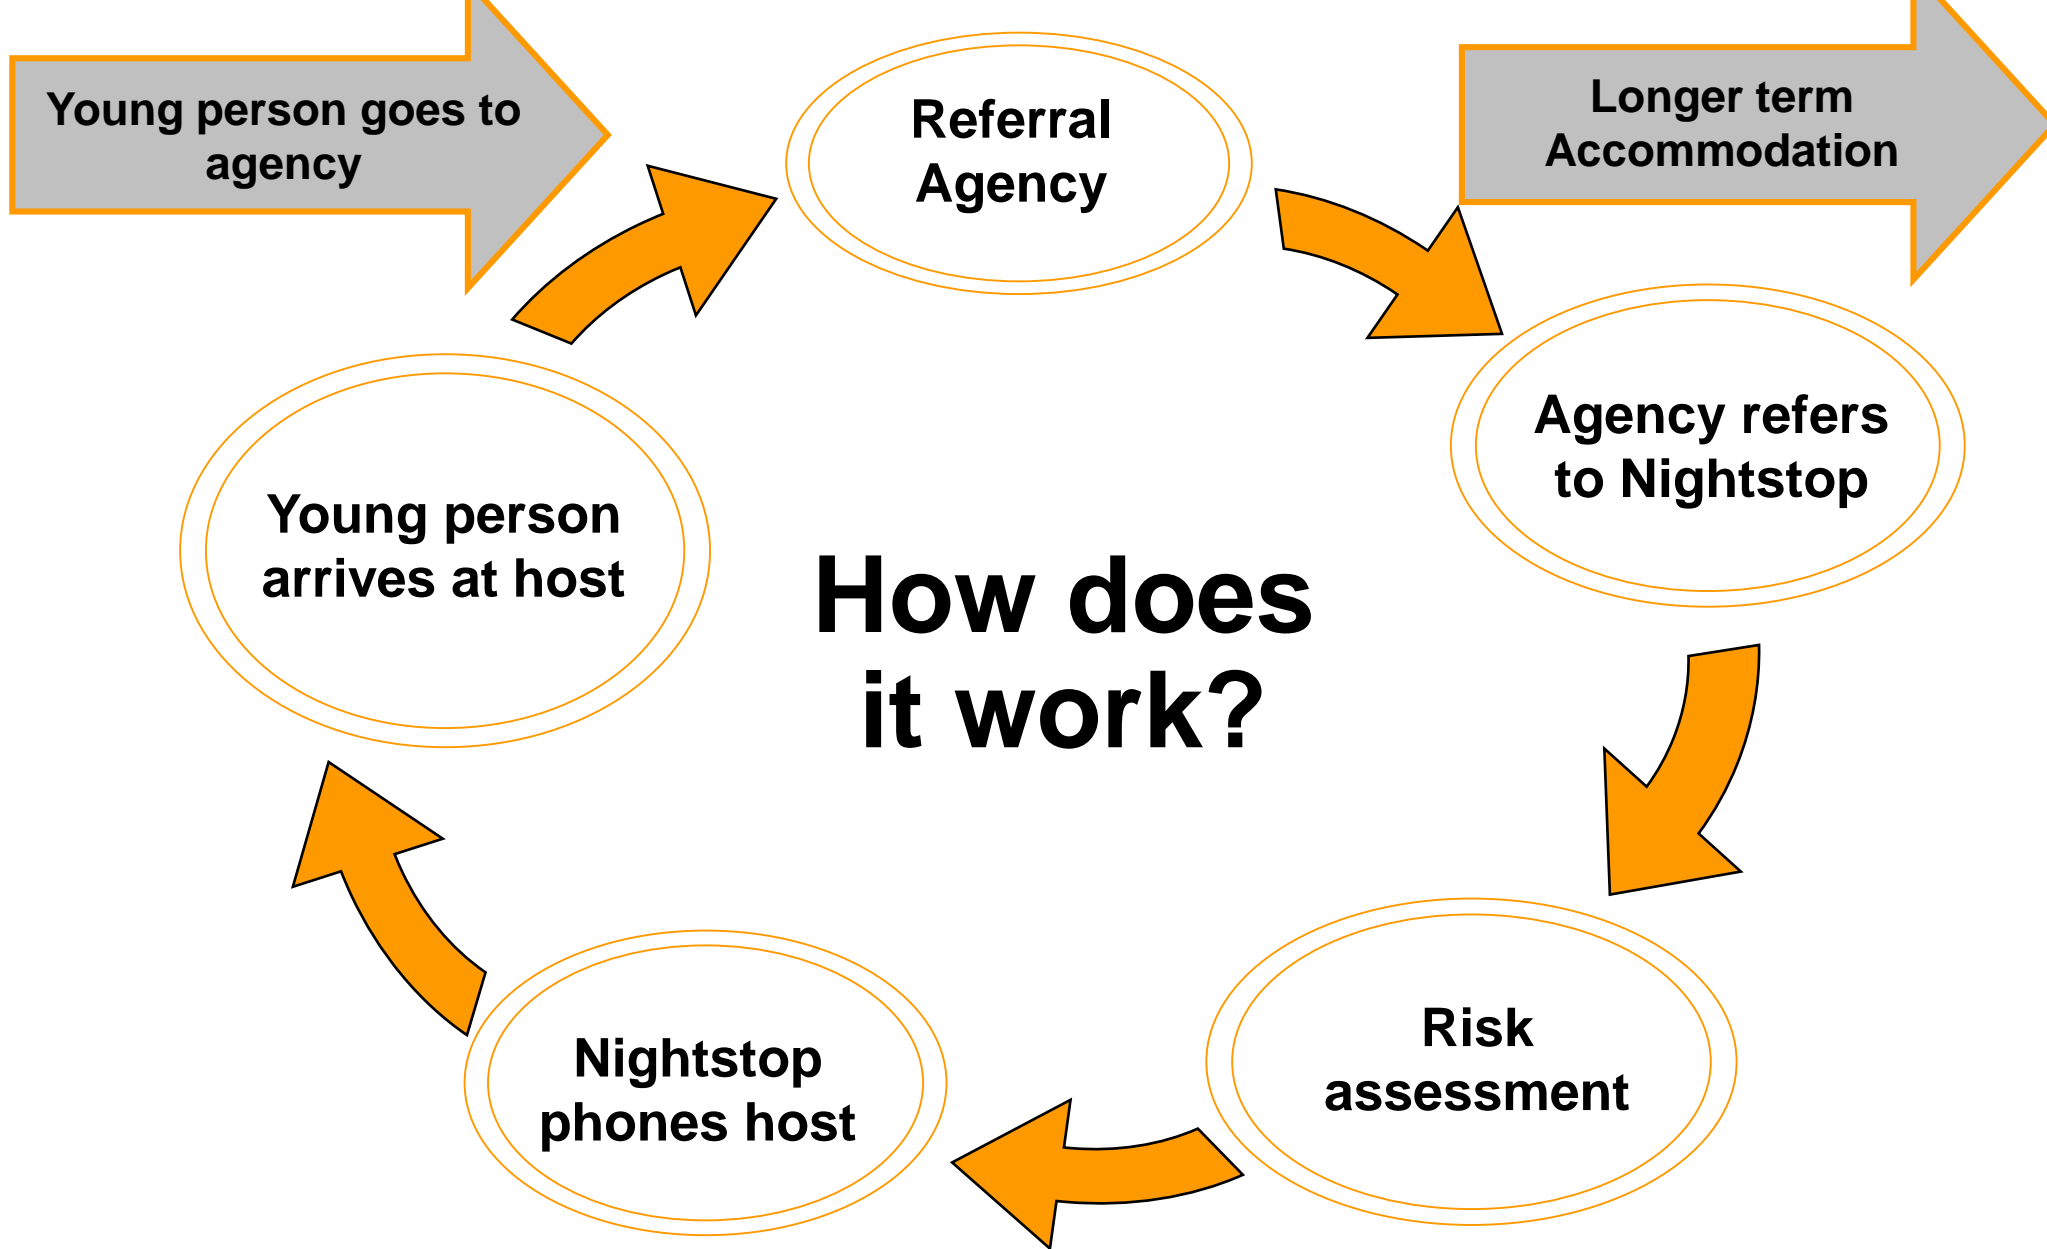 Young person goes to
agency
Referral
Agency
Longer term
Accommodation
Agency refers
to Nightstop
Young person
arrives at host
How does
it work?
Risk
assessment
Nightstop
phones host